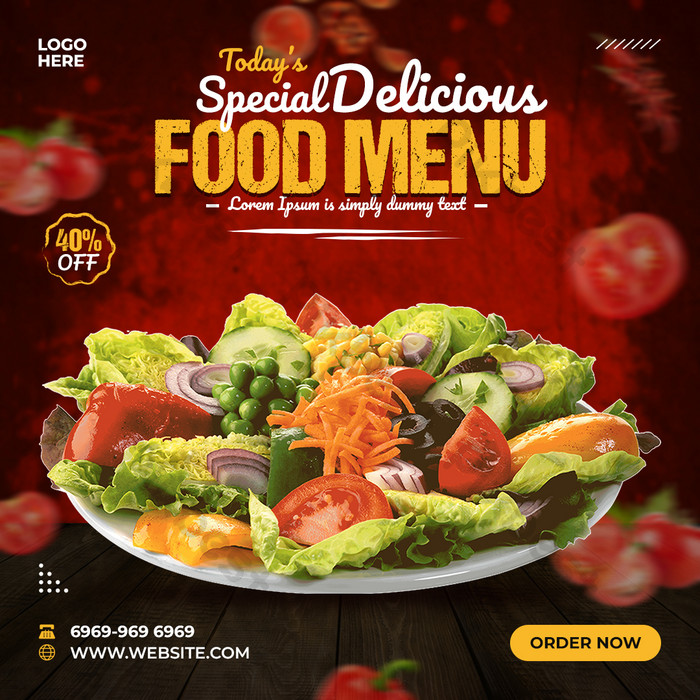 LOGO
HERE
Today's
Special Delicious
FOOD MENU
Lorem Ipsum is simply dummy text
40%
OFF
6969-969 6969
WWW.WEBSITE.COM
ORDER NOW